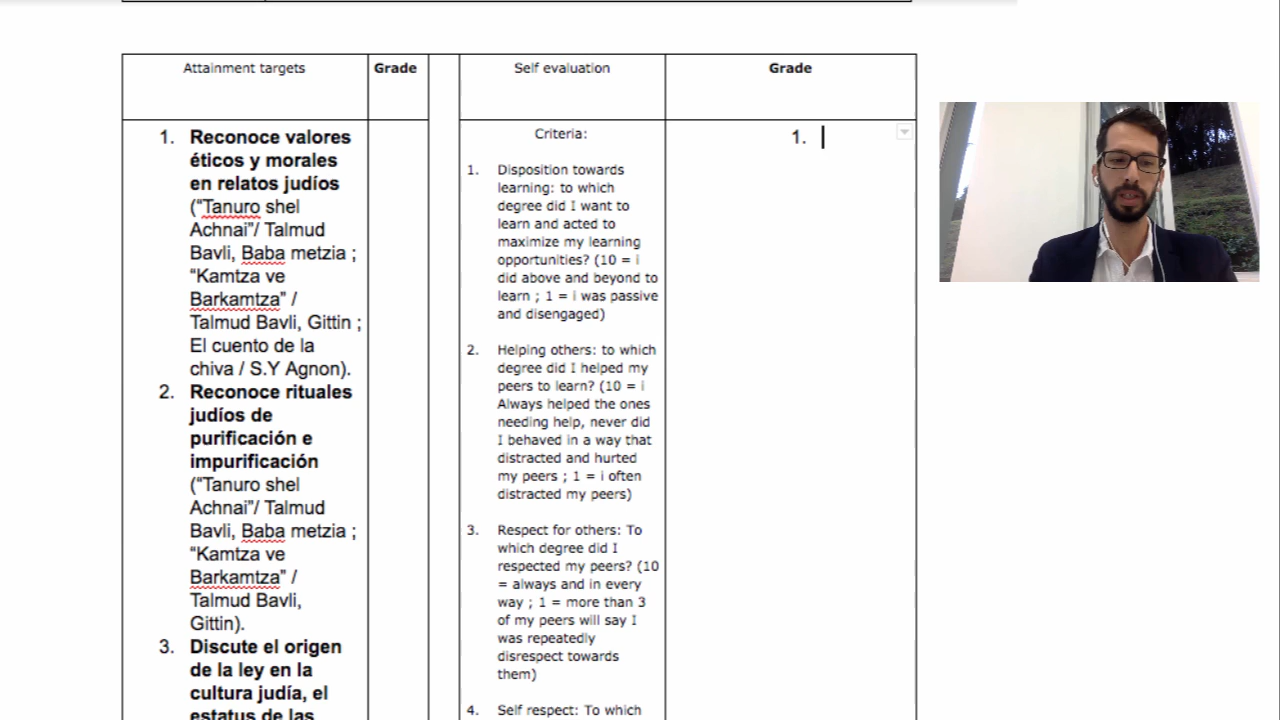 Attainment targets
Grade
Self evaluation
Grade
1. Reconoce valores
éticos y morales
en relatos judíos
(“Tanuro shel
Achnai”/ Talmud
Bavli, Baba metzia ;
“Kamtza ve
Barkamtza” /
Talmud Bavli, Gittin ;
El cuento de la
chiva / S.Y Agnon).
2. Reconoce rituales
judíos de
purificación e
impurificación
(“Tanuro shel
Achnai”/ Talmud
Bavli, Baba metzia ;
“Kamtza ve
Barkamtza” /
Talmud Bavli,
Gittin).
3. Discute el origen
de la ley en la
cultura judía, el
estatus de las
Criteria:
1. Disposition towards
learning: to which
degree did I want to
learn and acted to
maximize my learning
opportunities? (10 = i
did above and beyond to
learn ; 1 = i was passive
and disengaged)
2. Helping others: to which
degree did I helped my
peers to learn? (10 = i
Always helped the ones
needing help, never did
I behaved in a way that
distracted and hurted
my peers ; 1 = i often
distracted my peers)
3. Respect for others: To
which degree did I
respected my peers? (10
= always and in every
way ; 1 = more than 3
of my peers will say I
was repeatedly
disrespect towards
them)
4. Self respect: To which
1.